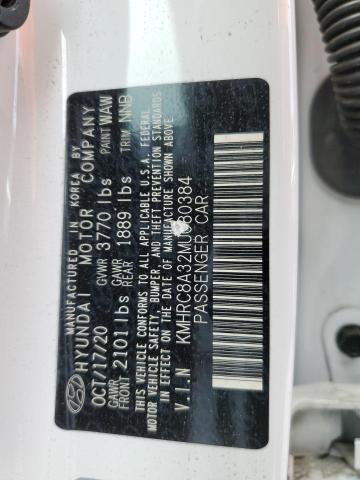 MANUFACTURED IN KOREA BY
HYUNDAI MOTOR COMPANY
OCT/17/20 GVWR 3770 lbs PAINT WAW
GAWR FRONT 2101 lbs GAWR REAR 1889 lbs TRIM NNB
THIS VEHICLE CONFORMS TO ALL APPLICABLE U.S.A. FEDERAL
MOTOR VEHICLE SAFETY, BUMPER, AND THEFT PREVENTION STANDARDS
IN EFFECT ON THE DATE OF MANUFACTURE SHOWN ABOVE
V.I.N
PASSENGER CAR